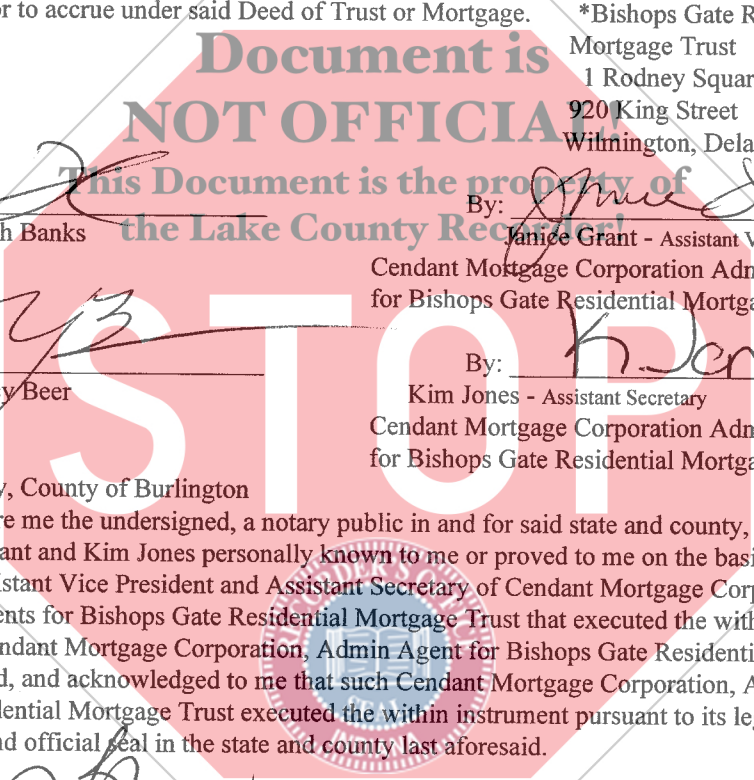 or to accrue under said Deed of Trust or Mortgage.
*Bishops Gate R
Mortgage Trust
1 Rodney Squar
920 King Street
Wilmington, Dela
Document is
NOT OFFICIAL!
This Document is the property of
the Lake County Recorder!
h Banks
By:
Janice Grant - Assistant V
Cendant Mortgage Corporation Adm
for Bishops Gate Residential Mortga
STOP
y Beer
By:
Kim Jones - Assistant Secretary
Cendant Mortgage Corporation Adm
for Bishops Gate Residential Mortga
y, County of Burlington
re me the undersigned, a notary public in and for said state and county,
ant and Kim Jones personally known to me or proved to me on the basi
istant Vice President and Assistant Secretary of Cendant Mortgage Corp
ents for Bishops Gate Residential Mortgage Trust that executed the with
endant Mortgage Corporation, Admin Agent for Bishops Gate Residenti
d, and acknowledged to me that such Cendant Mortgage Corporation, A
dential Mortgage Trust executed the within instrument pursuant to its leg
nd official seal in the state and county last aforesaid.
RECORDER'S OFFICE
SEAL
INDIANA